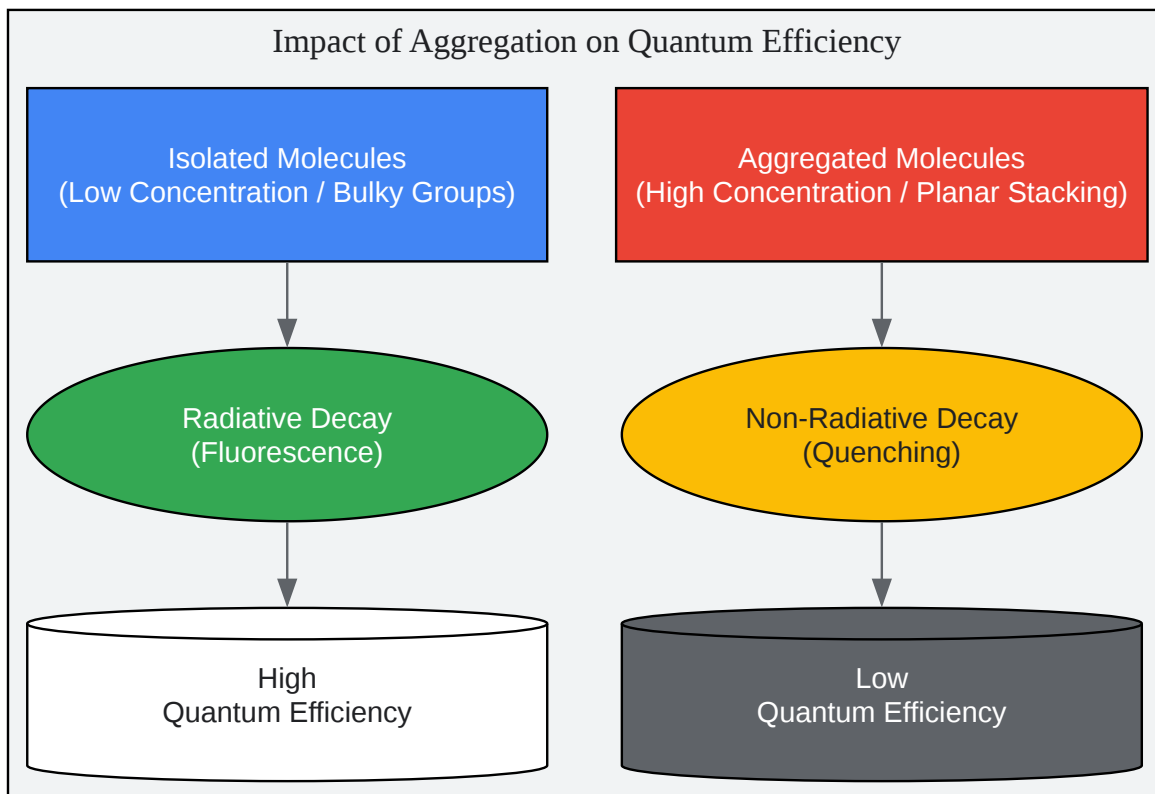 Impact of Aggregation on Quantum Efficiency
Isolated Molecules
(Low Concentration / Bulky Groups)
Aggregated Molecules
(High Concentration / Planar Stacking)
Radiative Decay
(Fluorescence)
Non-Radiative Decay
(Quenching)
High
Quantum Efficiency
Low
Quantum Efficiency